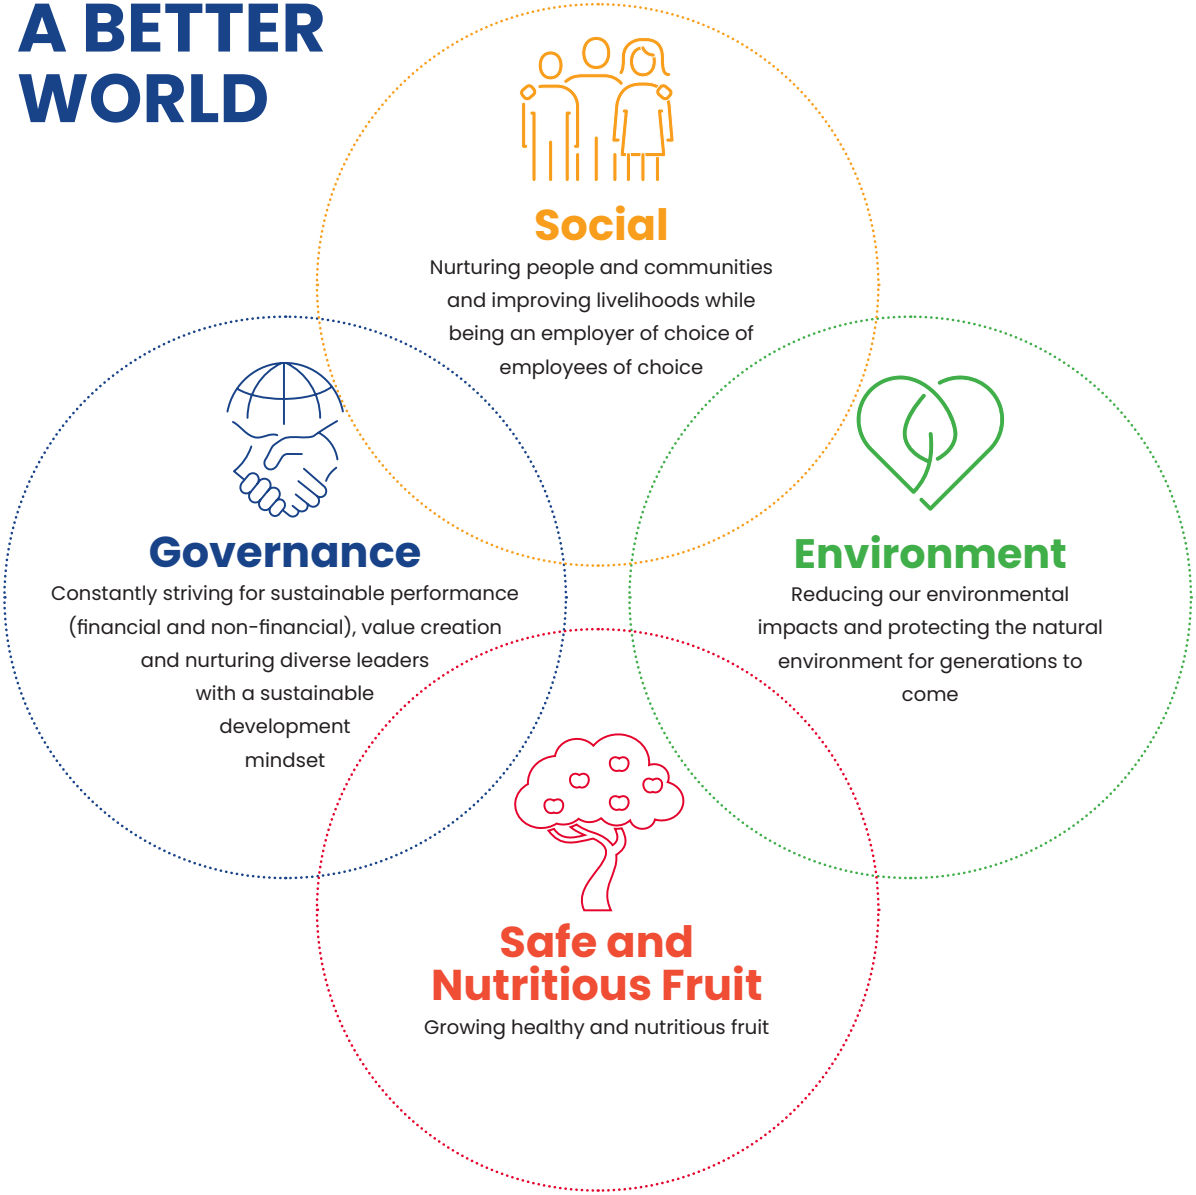 A BETTER
WORLD
Social
Nurturing people and communities
and improving livelihoods while
being an employer of choice of
employees of choice
Governance
Constantly striving for sustainable performance
(financial and non-financial), value creation
and nurturing diverse leaders
with a sustainable
development
mindset
Environment
Reducing our environmental
impacts and protecting the natural
environment for generations to
come
Safe and
Nutritious Fruit
Growing healthy and nutritious fruit